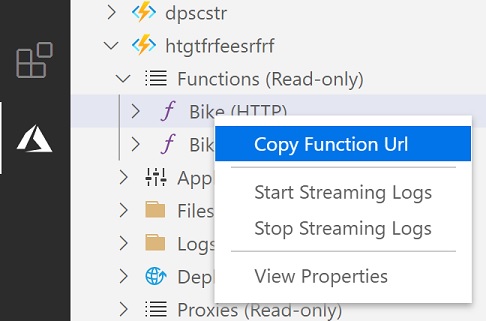 dpscstr
htgtfrfeesrfrf
Functions (Read-only)
f Bike (HTTP)
f Bik
Copy Function Url
Appl
Start Streaming Logs
Files
Stop Streaming Logs
Logs
Depl
View Properties
Proxies (Read-only)